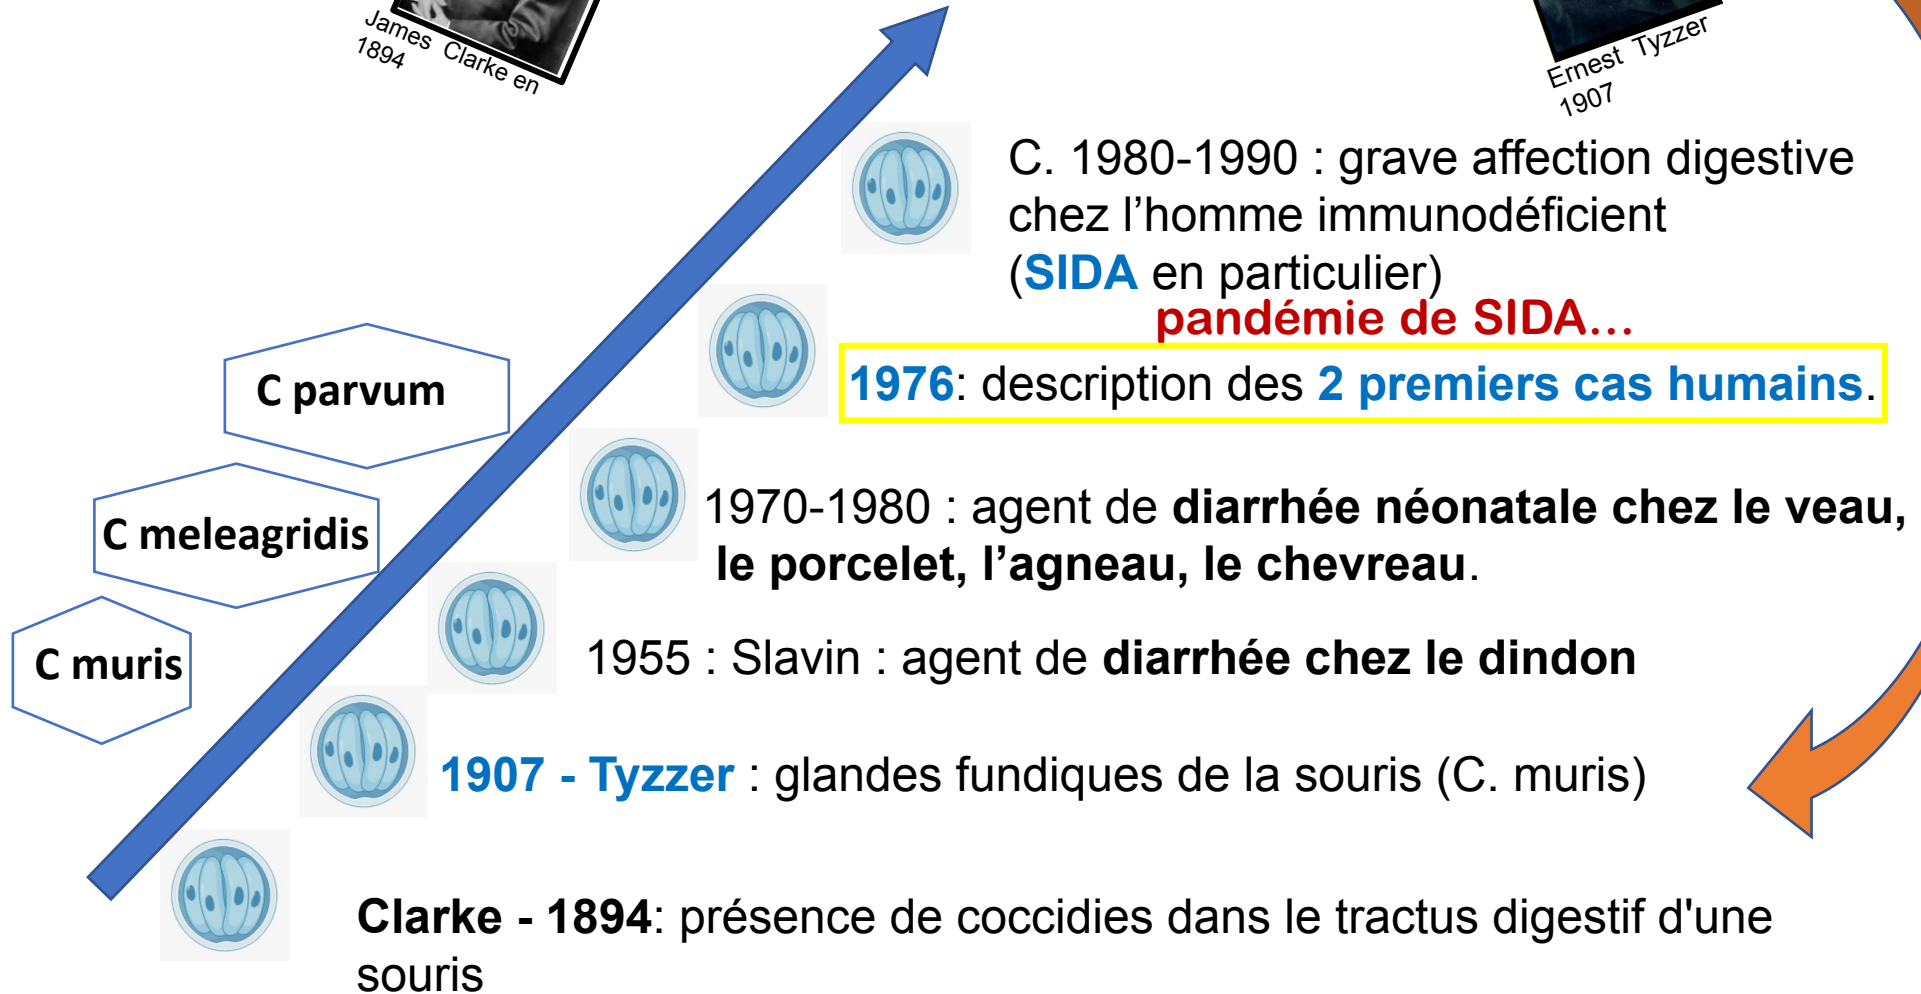 James Clarke en
1894
Ernest Tyzzer
1907
C. 1980-1990 : grave affection digestive
chez l’homme immunodéficient
(SIDA en particulier)
pandémie de SIDA…
1976: description des 2 premiers cas humains.
C parvum
1970-1980 : agent de diarrhée néonatale chez le veau,
le porcelet, l’agneau, le chevreau.
C meleagridis
1955 : Slavin : agent de diarrhée chez le dindon
C muris
1907 - Tyzzer : glandes fundiques de la souris (C. muris)
Clarke - 1894: présence de coccidies dans le tractus digestif d'une
souris